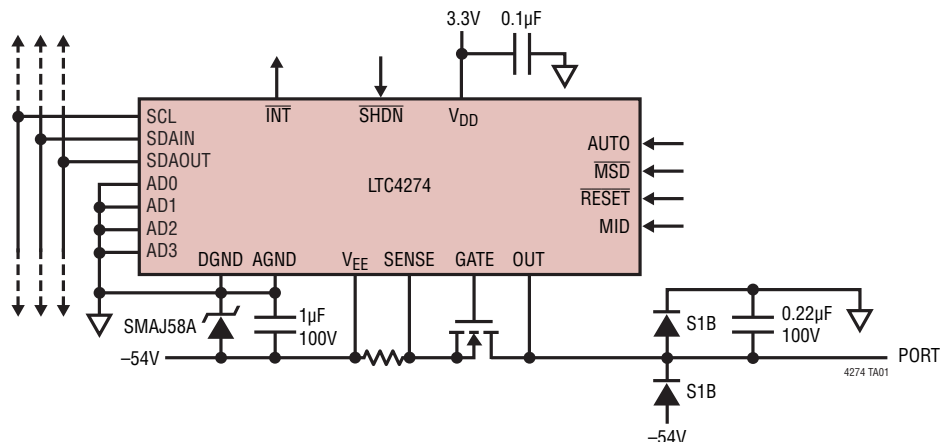 3.3V 0.1µF
SCL INT SHDN VDD
SDAIN
SDAOUT
AD0
AD1
AD2
AD3
LTC4274
AUTO
MSD
RESET
MID
DGND AGND VEE SENSE GATE OUT
SMAJ58A
1µF
100V
–54V
S1B
0.22µF
100V
PORT
4274 TA01
S1B
–54V